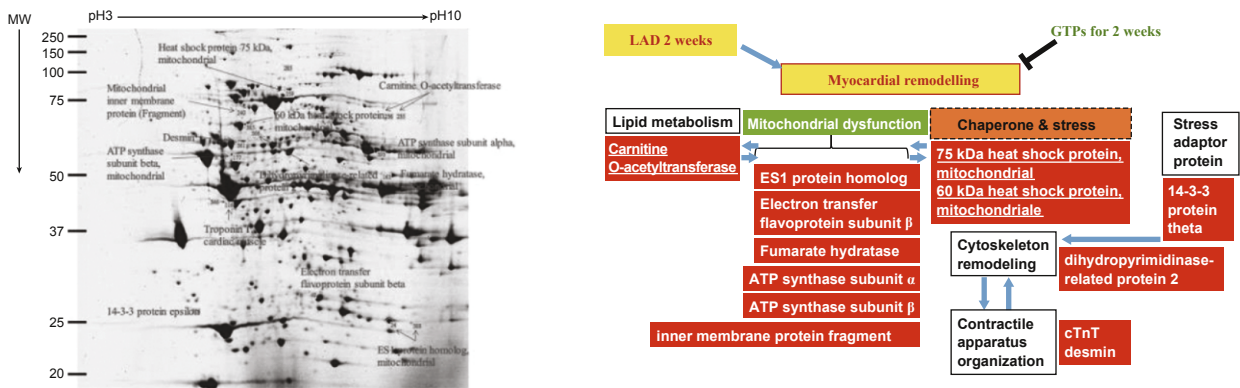 MW
pH3
pH10
250
150
100
75
50
37
25
20
Heat shock protein 75 kDa,
mitochondrial
Mitochondrial
inner membrane
protein (Fragment)
Carnitine O-acetyltransferase
60 kDa heat shock protein,
mitochondrial
Desmin
ATP synthase
subunit beta,
mitochondrial
ATP synthase subunit alpha,
mitochondrial
protein
Fumarate hydratase,
Troponin T,
cardiac muscle
Electron transfer
flavoprotein subunit beta
14-3-3 protein epsilon
ES1 protein homolog,
mitochondrial
LAD 2 weeks
GTPs for 2 weeks
Myocardial remodelling
Lipid metabolism
Mitochondrial dysfunction
Chaperone & stress
Stress
adaptor
protein
Carnitine
O-acetyltransferase
75 kDa heat shock protein,
mitochondrial
60 kDa heat shock protein,
mitochondriale
ES1 protein homolog
Electron transfer
flavoprotein subunit β
Fumarate hydratase
ATP synthase subunit α
ATP synthase subunit β
inner membrane protein fragment
14-3-3
protein
theta
Cytoskeleton
remodeling
dihydropyrimidinase-
related protein 2
Contractile
apparatus
organization
cTnT
desmin